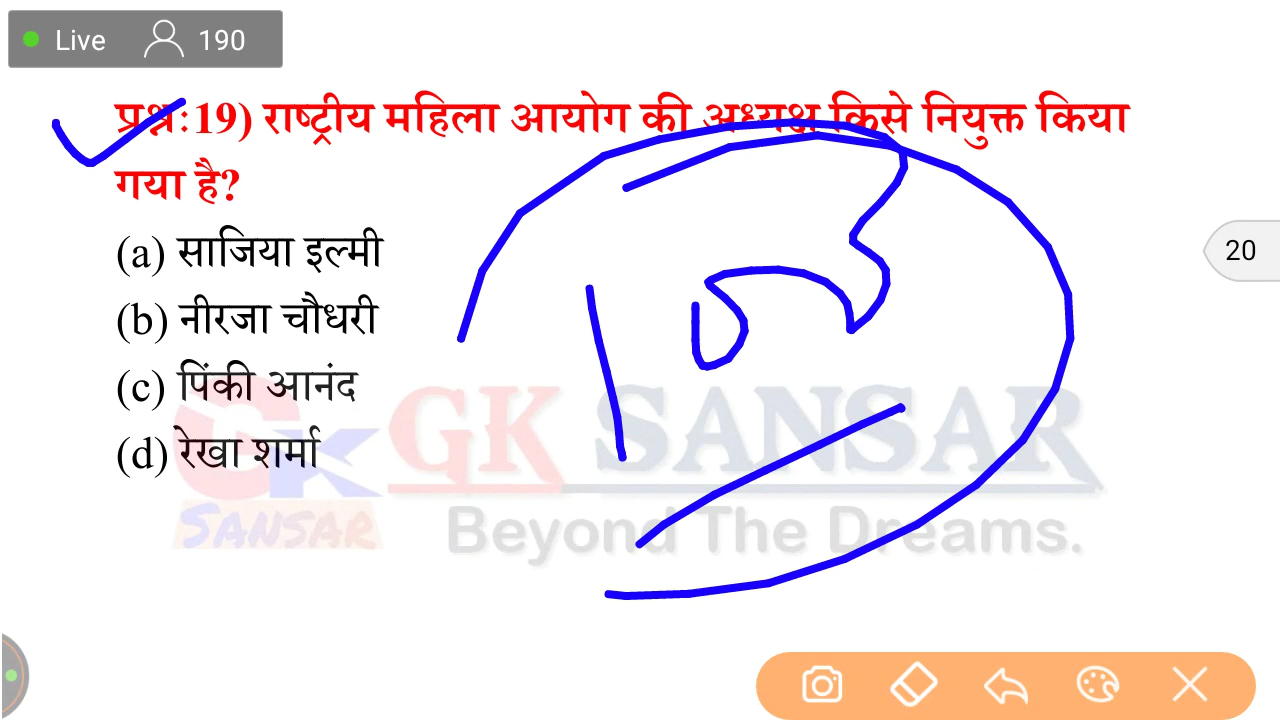 Live 190
प्रश्नः19) राष्ट्रीय महिला आयोग की अध्यक्ष किसे नियुक्त किया
गया है?
20
(a) साजिया इल्मी
(b) नीरजा चौधरी
(c) पिंकी आनंद
(d) रेखा शर्मा
GK SANSAR
SANSAR
Beyond The Dreams.